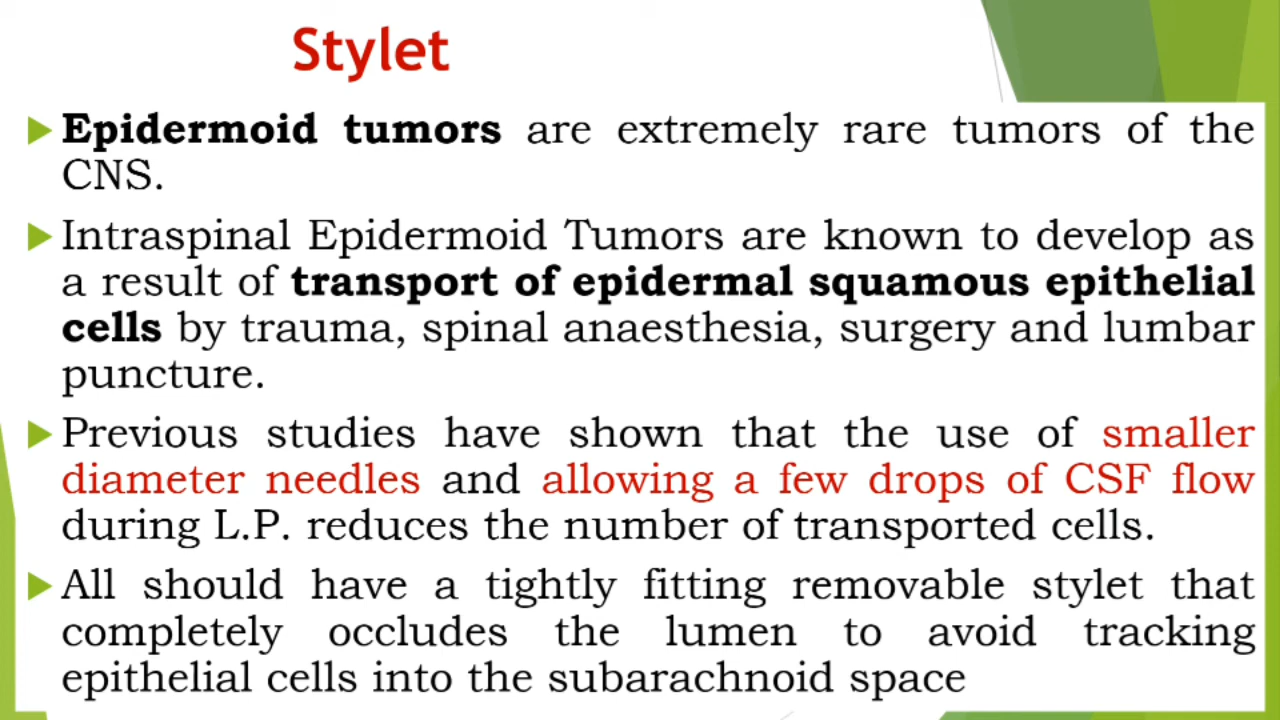 Stylet
Epidermoid tumors are extremely rare tumors of the
CNS.
Intraspinal Epidermoid Tumors are known to develop as
a result of transport of epidermal squamous epithelial
cells by trauma, spinal anaesthesia, surgery and lumbar
puncture.
Previous studies have shown that the use of smaller
diameter needles and allowing a few drops of CSF flow
during L.P. reduces the number of transported cells.
All should have a tightly fitting removable stylet that
completely occludes the lumen to avoid tracking
epithelial cells into the subarachnoid space